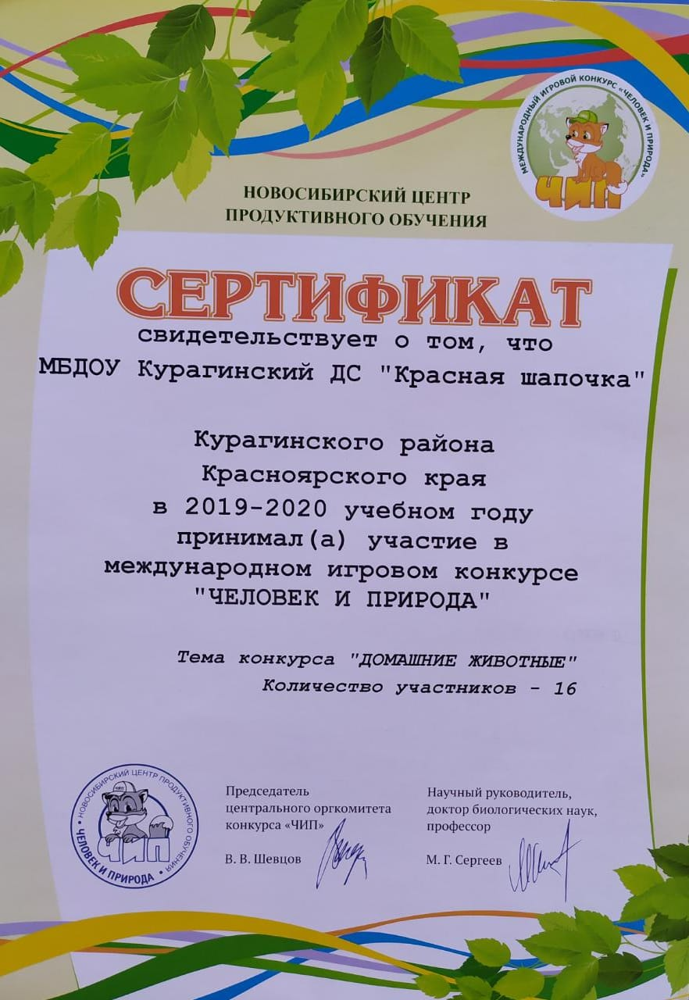 МЕЖДУНАРОДНЫЙ ИГРОВОЙ КОНКУРС «ЧЕЛОВЕК И ПРИРОДА»
ЧИП
НОВОСИБИРСКИЙ ЦЕНТР
ПРОДУКТИВНОГО ОБУЧЕНИЯ
СЕРТИФИКАТ
свидетельствует о том, что
МБДОУ Курагинский ДС "Красная шапочка"
Курагинского района
Красноярского края
в 2019-2020 учебном году
принимал(а) участие в
международном игровом конкурсе
"ЧЕЛОВЕК И ПРИРОДА"
Тема конкурса "ДОМАШНИЕ ЖИВОТНЫЕ"
Количество участников - 16
Председатель
центрального оргкомитета
конкурса «ЧИП»
В. В. Шевцов
Научный руководитель,
доктор биологических наук,
профессор
М. Г. Сергеев
НОВОСИБИРСКИЙ ЦЕНТР ПРОДУКТИВНОГО ОБУЧЕНИЯ
ЧИП
ЧЕЛОВЕК И ПРИРОДА